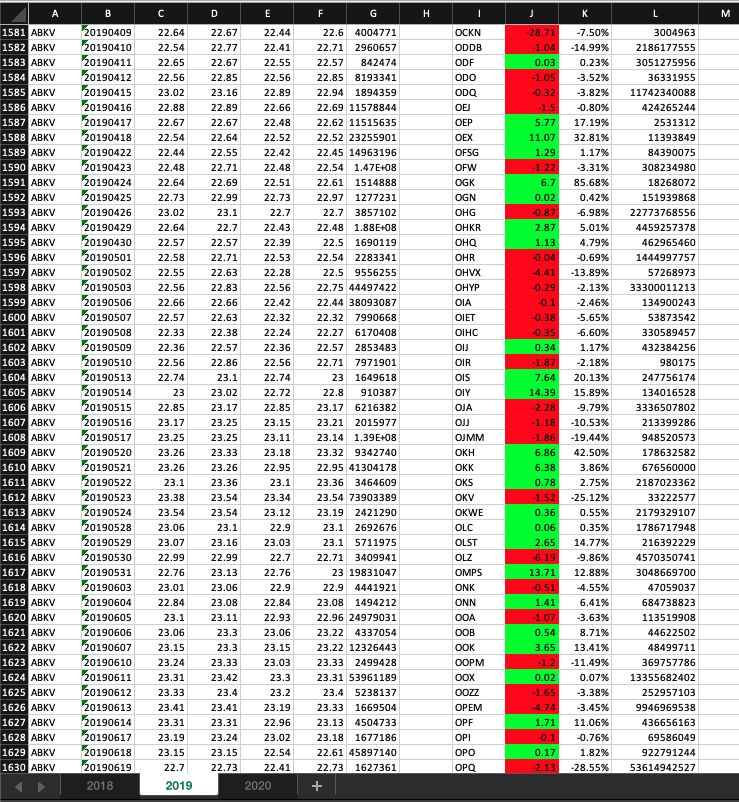 A B C D E F G H I J K L M
1581 ABKV 20190409 22.64 22.67 22.44 22.6 4004771 OCKN -28.71 -7.50% 3004963
1582 ABKV 20190410 22.54 22.77 22.41 22.71 2960657 ODDB -1.04 -14.99% 2186177555
1583 ABKV 20190411 22.65 22.67 22.55 22.57 842474 ODF 0.03 0.23% 3051275956
1584 ABKV 20190412 22.56 22.85 22.56 22.85 8193341 ODO -1.05 -3.52% 36331955
1585 ABKV 20190415 23.02 23.16 22.89 22.94 1894359 ODQ -0.32 -3.82% 11742340088
1586 ABKV 20190416 22.88 22.89 22.66 22.69 11578844 OEJ -1.5 -0.80% 424265244
1587 ABKV 20190417 22.67 22.67 22.48 22.62 11515635 OEP 5.77 17.19% 2531312
1588 ABKV 20190418 22.54 22.64 22.52 22.52 23255901 OEX 11.07 32.81% 11393849
1589 ABKV 20190422 22.44 22.55 22.42 22.45 14963196 OFSG 1.29 1.17% 84390075
1590 ABKV 20190423 22.48 22.71 22.48 22.54 1.47E+08 OFW -1.22 -3.31% 308234980
1591 ABKV 20190424 22.64 22.69 22.51 22.61 1514888 OGK 6.7 85.68% 18268072
1592 ABKV 20190425 22.73 22.99 22.73 22.97 1277231 OGN 0.02 0.42% 151939868
1593 ABKV 20190426 23.02 23.1 22.7 22.7 3857102 OHG -0.87 -6.98% 22773768556
1594 ABKV 20190429 22.64 22.7 22.43 22.48 1.88E+08 OHKR 2.87 5.01% 4459257378
1595 ABKV 20190430 22.57 22.57 22.39 22.5 1690119 OHQ 1.13 4.79% 462965460
1596 ABKV 20190501 22.58 22.71 22.53 22.54 2283341 OHR -0.04 -0.69% 1444997757
1597 ABKV 20190502 22.55 22.63 22.28 22.5 9556255 OHVX -4.41 -13.89% 57268973
1598 ABKV 20190503 22.56 22.83 22.56 22.75 44497422 OHYP -0.29 -2.13% 33300011213
1599 ABKV 20190506 22.66 22.66 22.42 22.44 38093087 OIA -0.1 -2.46% 134900243
1600 ABKV 20190507 22.57 22.63 22.32 22.32 7990668 OIET -0.38 -5.65% 53873542
1601 ABKV 20190508 22.33 22.38 22.24 22.27 6170408 OIHC -0.35 -6.60% 330589457
1602 ABKV 20190509 22.36 22.57 22.36 22.57 2853483 OIJ 0.34 1.17% 432384256
1603 ABKV 20190510 22.56 22.86 22.56 22.71 7971901 OIR -1.87 -2.18% 980175
1604 ABKV 20190513 22.74 23.1 22.74 23 1649618 OIS 7.64 20.13% 247756174
1605 ABKV 20190514 23 23.02 22.72 22.8 910387 OIY 14.39 15.89% 134016528
1606 ABKV 20190515 22.85 23.17 22.85 23.17 6216382 OJA -2.28 -9.79% 3336507802
1607 ABKV 20190516 23.17 23.25 23.15 23.21 2015977 OJJ -1.18 -10.53% 213399286
1608 ABKV 20190517 23.25 23.25 23.11 23.14 1.39E+08 OJMM -1.86 -19.44% 948520573
1609 ABKV 20190520 23.26 23.33 23.18 23.32 9342740 OKH 6.86 42.50% 178632582
1610 ABKV 20190521 23.26 23.26 22.95 22.95 41304178 OKK 6.38 3.86% 676560000
1611 ABKV 20190522 23.1 23.36 23.1 23.36 3464609 OKS 0.78 2.75% 2187023362
1612 ABKV 20190523 23.38 23.54 23.34 23.54 73903389 OKV -1.52 -25.12% 33222577
1613 ABKV 20190524 23.54 23.54 23.12 23.19 2421290 OKWE 0.36 0.55% 2179329107
1614 ABKV 20190528 23.06 23.1 22.9 23.1 2692676 OLC 0.06 0.35% 1786717948
1615 ABKV 20190529 23.07 23.16 23.03 23.1 5711975 OLST 2.65 14.77% 216392229
1616 ABKV 20190530 22.99 22.99 22.7 22.71 3409941 OLZ -6.19 -9.86% 4570350741
1617 ABKV 20190531 22.76 23.13 22.76 23 19831047 OMPS 13.71 12.88% 3048669700
1618 ABKV 20190603 23.01 23.06 22.9 22.9 4441921 ONK -0.51 -4.55% 47059037
1619 ABKV 20190604 22.84 23.08 22.84 23.08 1494212 ONN 1.41 6.41% 684738823
1620 ABKV 20190605 23.1 23.11 22.93 22.96 24979031 OOA -1.07 -3.63% 113519908
1621 ABKV 20190606 23.06 23.3 23.06 23.22 4337054 OOB 0.54 8.71% 44622502
1622 ABKV 20190607 23.15 23.3 23.15 23.22 12326443 OOK 3.65 13.41% 48499711
1623 ABKV 20190610 23.24 23.33 23.03 23.33 2499428 OOPM -1.2 -11.49% 369757786
1624 ABKV 20190611 23.31 23.42 23.3 23.31 53961189 OOX 0.02 0.07% 13355682402
1625 ABKV 20190612 23.33 23.4 23.2 23.4 5238137 OOZZ -1.65 -3.38% 252957103
1626 ABKV 20190613 23.41 23.41 23.19 23.33 1669504 OPEM -4.74 -3.45% 9946969538
1627 ABKV 20190614 23.31 23.31 22.96 23.13 4504733 OPF 1.71 11.06% 436656163
1628 ABKV 20190617 23.19 23.24 23.02 23.18 1677186 OPI -0.1 -0.76% 69586049
1629 ABKV 20190618 23.15 23.15 22.54 22.61 45897140 OPO 0.17 1.82% 922791244
1630 ABKV 20190619 22.7 22.73 22.41 22.73 1627361 OPQ -2.13 -28.55% 53614942527
2018 2019 2020 +